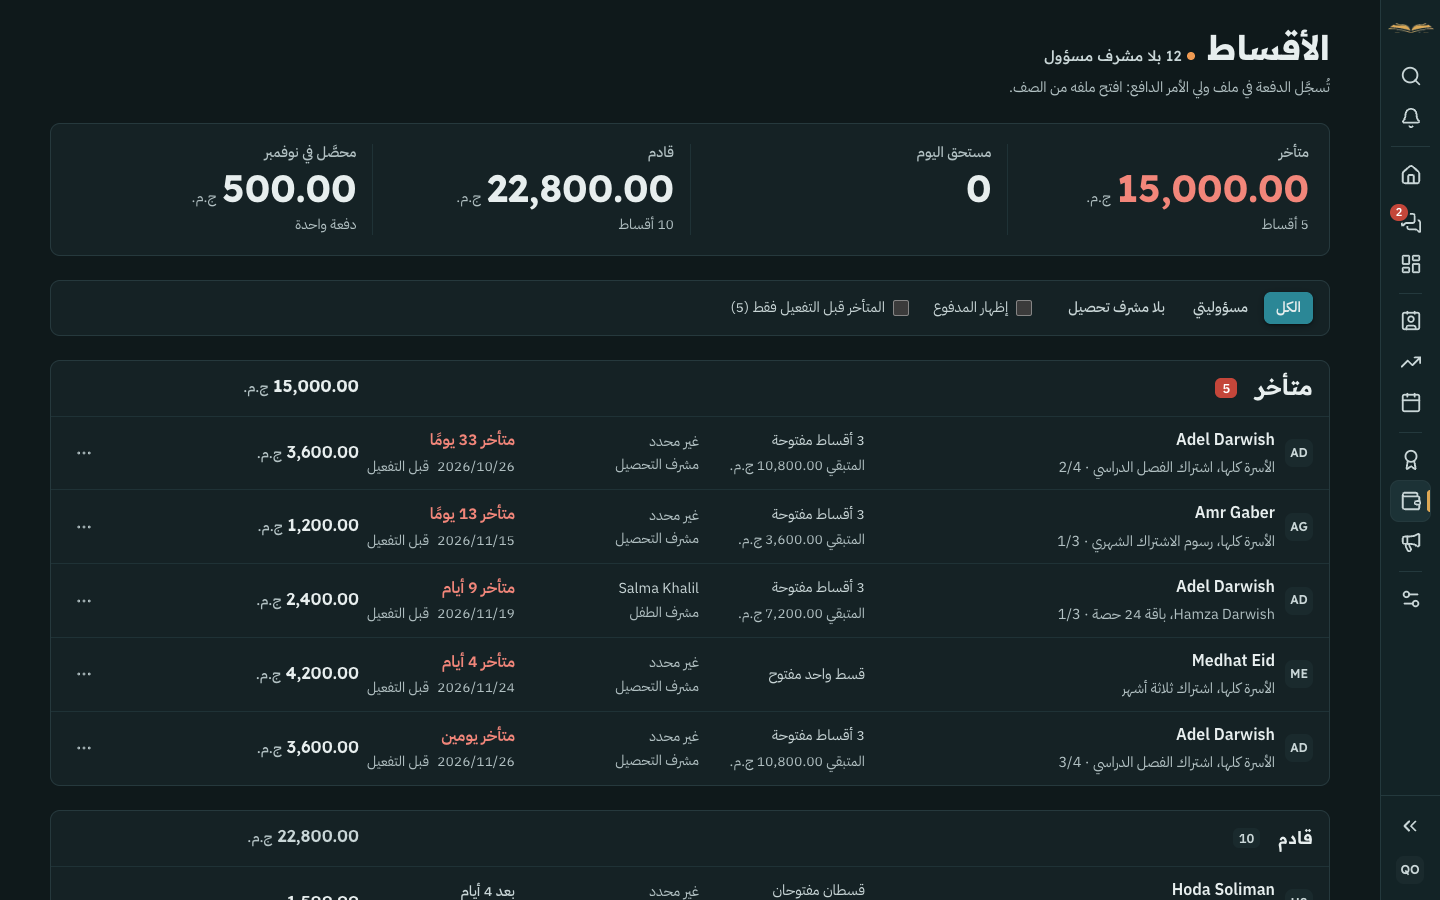 الأقساط
12 بلا مشرف مسؤول
تُسجَّل الدفعة في ملف ولي الأمر الدافع: افتح ملفه من الصف.
متأخر
15,000.00 ج.م.
5 أقساط
مستحق اليوم
0
قادم
22,800.00 ج.م.
10 أقساط
محصَّل في نوفمبر
500.00 ج.م.
دفعة واحدة
الكل
مسؤوليتي
بلا مشرف تحصيل
إظهار المدفوع
المتأخر قبل التفعيل فقط (5)
متأخر
5
15,000.00 ج.م.
AD
Adel Darwish
الأسرة كلها، اشتراك الفصل الدراسي · 2/4
3 أقساط مفتوحة
المتبقي 10,800.00 ج.م.
غير محدد
مشرف التحصيل
متأخر 33 يومًا
2026/10/26 قبل التفعيل
3,600.00 ج.م.
AG
Amr Gaber
الأسرة كلها، رسوم الاشتراك الشهري · 1/3
3 أقساط مفتوحة
المتبقي 3,600.00 ج.م.
غير محدد
مشرف التحصيل
متأخر 13 يومًا
2026/11/15 قبل التفعيل
1,200.00 ج.م.
AD
Adel Darwish
Hamza Darwish، باقة 24 حصة · 1/3
3 أقساط مفتوحة
المتبقي 7,200.00 ج.م.
Salma Khalil
مشرف الطفل
متأخر 9 أيام
2026/11/19 قبل التفعيل
2,400.00 ج.م.
ME
Medhat Eid
الأسرة كلها، اشتراك ثلاثة أشهر
قسط واحد مفتوح
غير محدد
مشرف التحصيل
متأخر 4 أيام
2026/11/24 قبل التفعيل
4,200.00 ج.م.
AD
Adel Darwish
الأسرة كلها، اشتراك الفصل الدراسي · 3/4
3 أقساط مفتوحة
المتبقي 10,800.00 ج.م.
غير محدد
مشرف التحصيل
متأخر يومين
2026/11/26 قبل التفعيل
3,600.00 ج.م.
قادم
10
22,800.00 ج.م.
Hoda Soliman
قسطان مفتوحان
غير محدد
بعد 4 أيام
2
QO